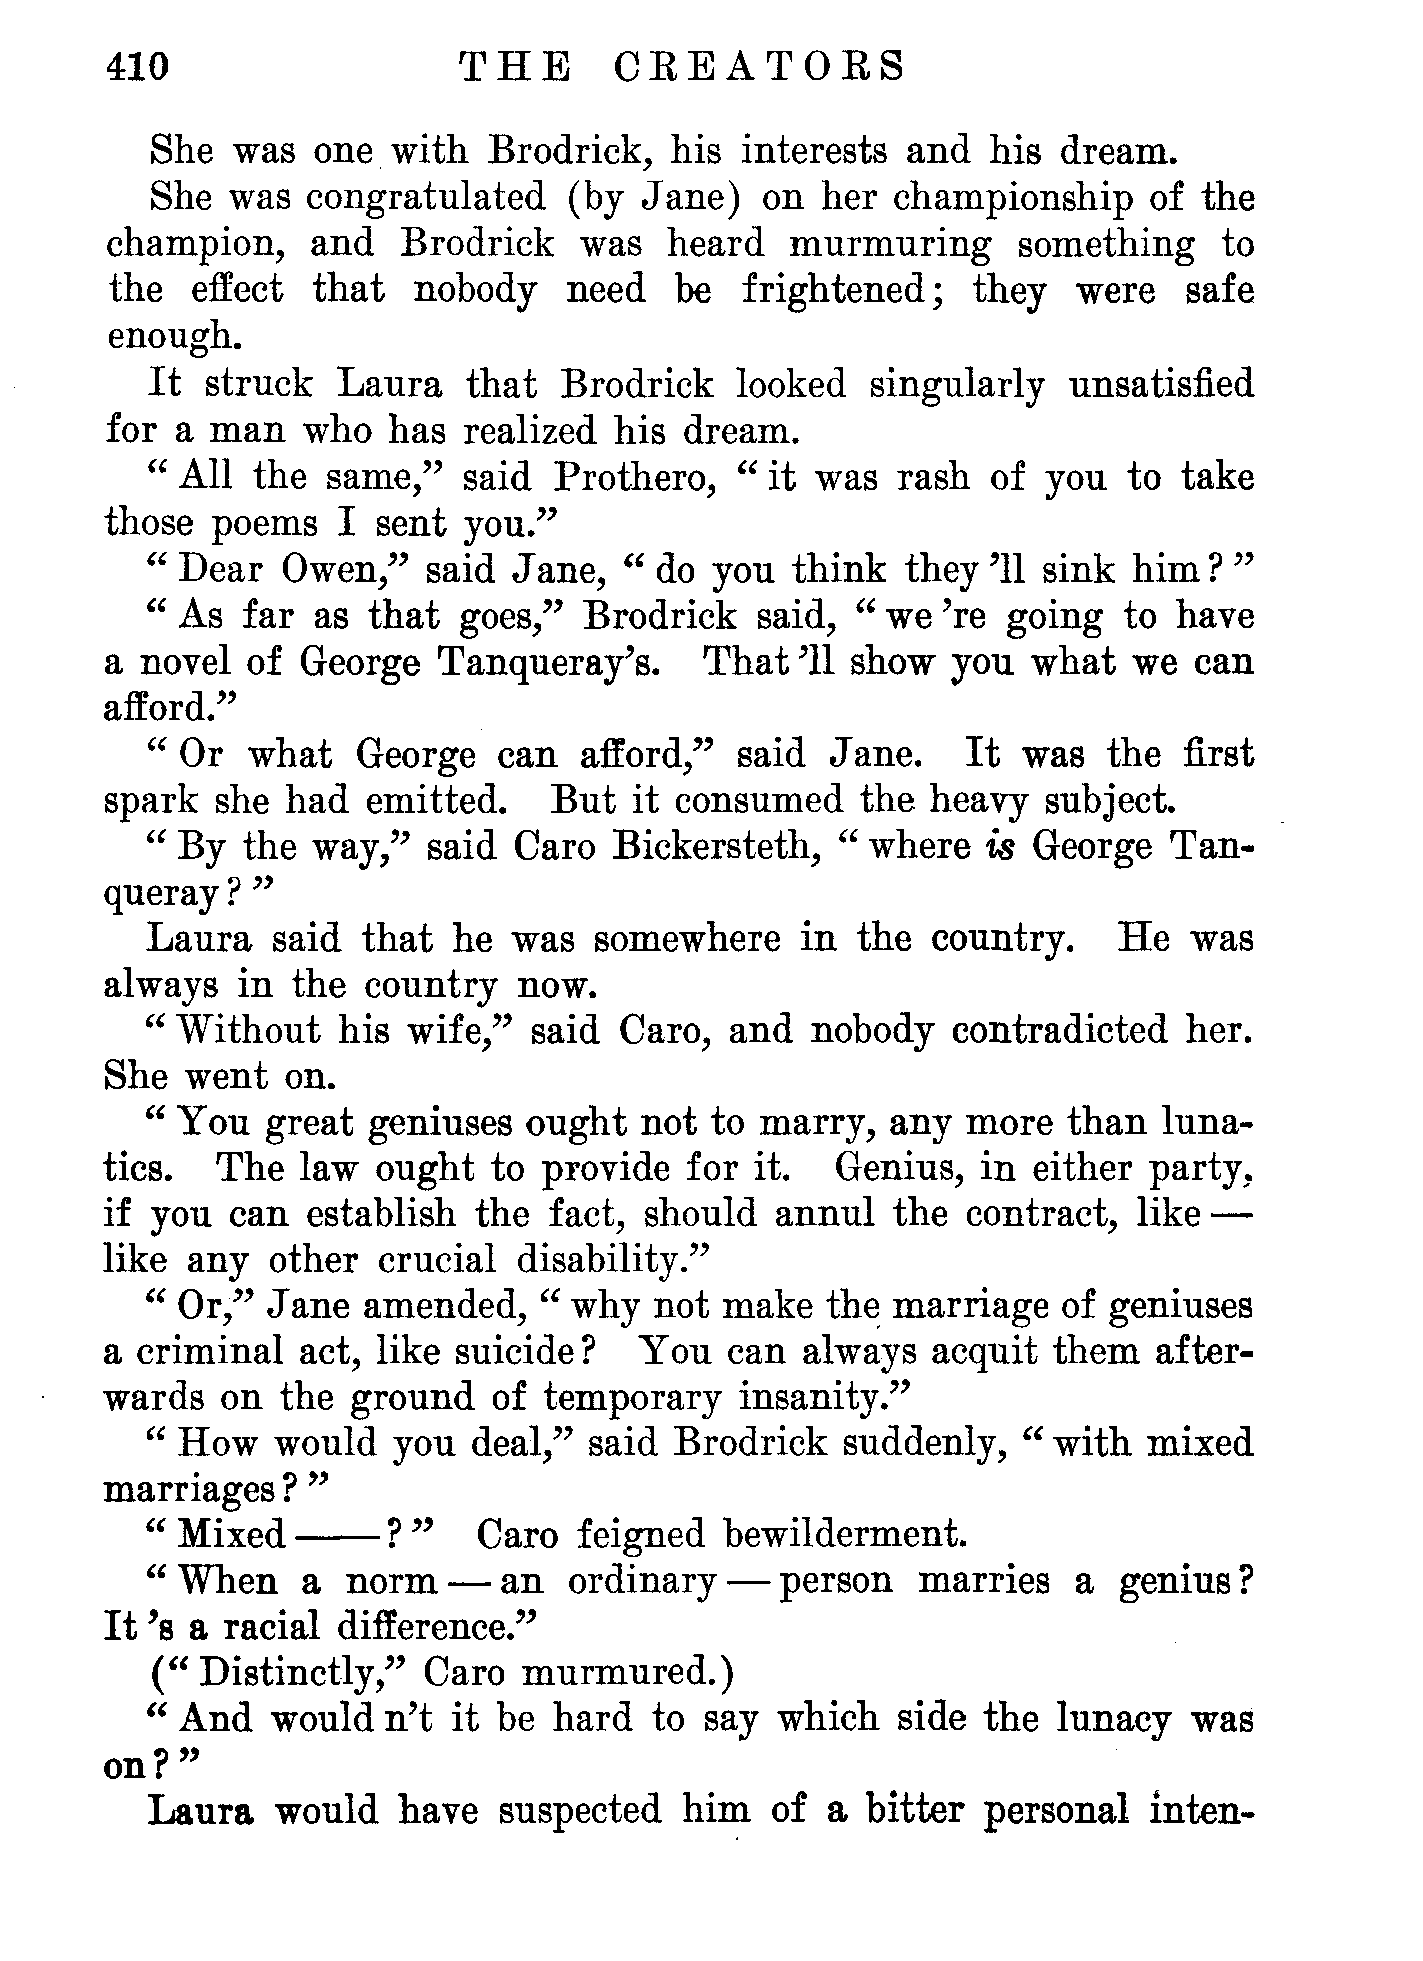 410 THE CREATORS
She was one with Brodrick, his interests and his dream.
She was congratulated (by Jane) on her championship of the
champion, and Brodrick was heard murmuring something to
the effect that nobody need be frightened; they were safe
enough.
It struck Laura that Brodrick looked singularly unsatisfied
for a man who has realized his dream.
“ All the same,” said Prothero, “ it was rash of you to take
those poems I sent you.”
“ Dear Owen,” said Jane, “ do you think they 'll sink him? ”
“ As far as that goes,” Brodrick said, “ we 're going to have
a novel of George Tanqueray's. That 'll show you what we can
afford.”
“ Or what George can afford,” said Jane. It was the first
spark she had emitted. But it consumed the heavy subject.
“ By the way,” said Caro Bickersteth, “ where is George Tan-
queray? ”
Laura said that he was somewhere in the country. He was
always in the country now.
“ Without his wife,” said Caro, and nobody contradicted her.
She went on.
“ You great geniuses ought not to marry, any more than luna-
tics. The law ought to provide for it. Genius, in either party,
if you can establish the fact, should annul the contract, like —
like any other crucial disability.”
“ Or,” Jane amended, “ why not make the marriage of geniuses
a criminal act, like suicide? You can always acquit them after-
wards on the ground of temporary insanity.”
“ How would you deal,” said Brodrick suddenly, “ with mixed
marriages? ”
“ Mixed ——? ” Caro feigned bewilderment.
“ When a norm — an ordinary — person marries a genius?
It 's a racial difference.”
(“ Distinctly,” Caro murmured.)
“ And would n't it be hard to say which side the lunacy was
on? ”
Laura would have suspected him of a bitter personal inten-